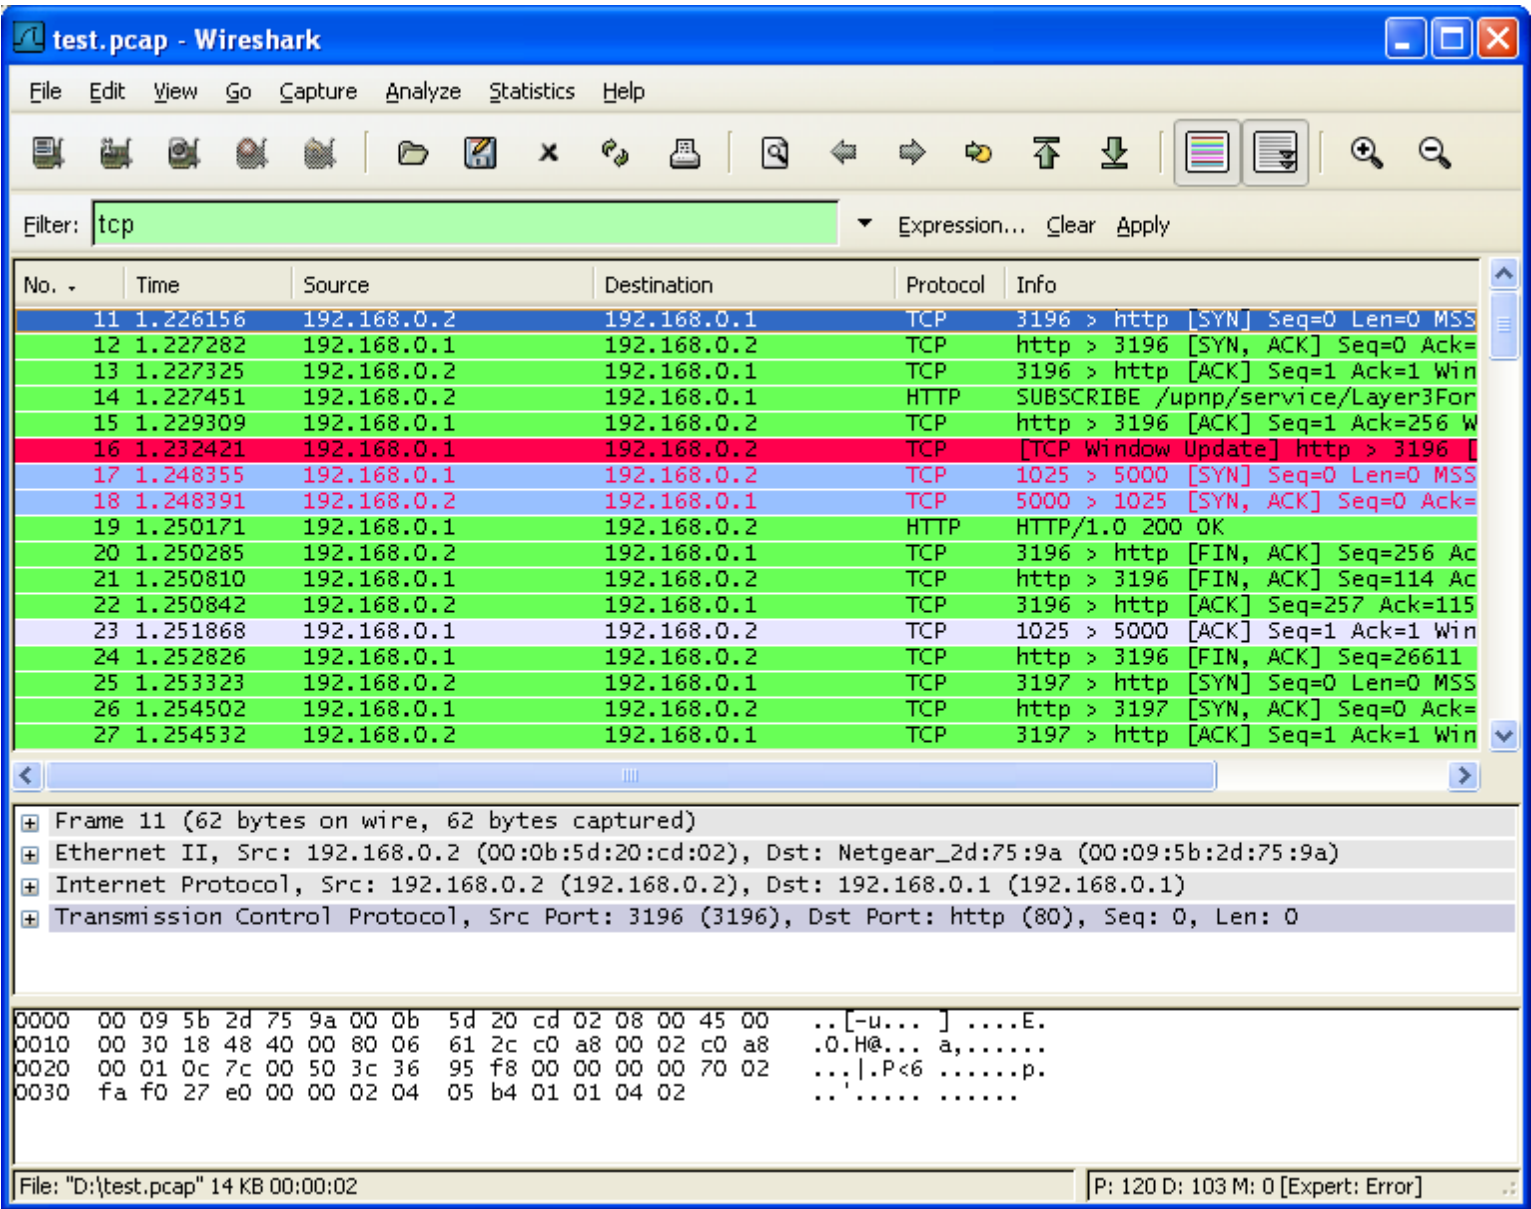 test.pcap - Wireshark
File Edit View Go Capture Analyze Statistics Help
Filter: tcp Expression... Clear Apply
No. Time Source Destination Protocol Info
11 1.226156 192.168.0.2 192.168.0.1 TCP 3196 > http [SYN] Seq=0 Len=0 MSS
12 1.227282 192.168.0.1 192.168.0.2 TCP http > 3196 [SYN, ACK] Seq=0 Ack=
13 1.227325 192.168.0.2 192.168.0.1 TCP 3196 > http [ACK] Seq=1 Ack=1 Win
14 1.227451 192.168.0.2 192.168.0.1 HTTP SUBSCRIBE /upnp/service/Layer3For
15 1.229309 192.168.0.1 192.168.0.2 TCP http > 3196 [ACK] Seq=1 Ack=256 W
16 1.232421 192.168.0.1 192.168.0.2 TCP [TCP Window Update] http > 3196 [
17 1.248355 192.168.0.1 192.168.0.2 TCP 1025 > 5000 [SYN] Seq=0 Len=0 MSS
18 1.248391 192.168.0.2 192.168.0.1 TCP 5000 > 1025 [SYN, ACK] Seq=0 Ack=
19 1.250171 192.168.0.1 192.168.0.2 HTTP HTTP/1.0 200 OK
20 1.250285 192.168.0.2 192.168.0.1 TCP 3196 > http [FIN, ACK] Seq=256 Ac
21 1.250810 192.168.0.1 192.168.0.2 TCP http > 3196 [FIN, ACK] Seq=114 Ac
22 1.250842 192.168.0.2 192.168.0.1 TCP 3196 > http [ACK] Seq=257 Ack=115
23 1.251868 192.168.0.1 192.168.0.2 TCP 1025 > 5000 [ACK] Seq=1 Ack=1 Win
24 1.252826 192.168.0.1 192.168.0.2 TCP http > 3196 [FIN, ACK] Seq=26611
25 1.253323 192.168.0.2 192.168.0.1 TCP 3197 > http [SYN] Seq=0 Len=0 MSS
26 1.254502 192.168.0.1 192.168.0.2 TCP http > 3197 [SYN, ACK] Seq=0 Ack=
27 1.254532 192.168.0.2 192.168.0.1 TCP 3197 > http [ACK] Seq=1 Ack=1 Win
Frame 11 (62 bytes on wire, 62 bytes captured)
Ethernet II, Src: 192.168.0.2 (00:0b:5d:20:cd:02), Dst: Netgear_2d:75:9a (00:09:5b:2d:75:9a)
Internet Protocol, Src: 192.168.0.2 (192.168.0.2), Dst: 192.168.0.1 (192.168.0.1)
Transmission Control Protocol, Src Port: 3196 (3196), Dst Port: http (80), Seq: 0, Len: 0
0000 00 09 5b 2d 75 9a 00 0b 5d 20 cd 02 08 00 45 00 ..[-u... ] ....E.
0010 00 30 18 48 40 00 80 06 61 2c c0 a8 00 02 c0 a8 .0.H@... a,......
0020 00 01 0c 7c 00 50 3c 36 95 f8 00 00 00 00 70 02 ...|.P<6 ......p.
0030 fa f0 27 e0 00 00 02 04 05 b4 01 01 04 02 ..'..... ......
File: "D:\test.pcap" 14 KB 00:00:02 P: 120 D: 103 M: 0 [Expert: Error]